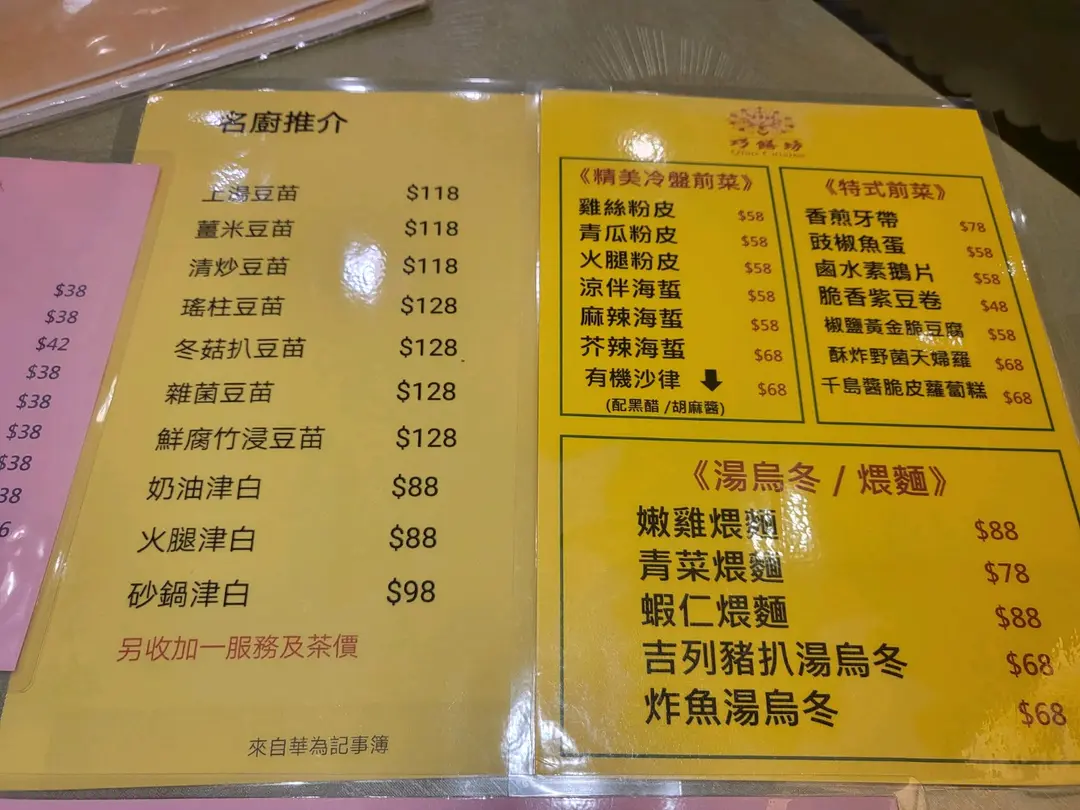 $38
$38
$42
$38
$38
$38
$38
38
6
名廚推介
上湯豆苗 $118
薑米豆苗 $118
清炒豆苗 $118
瑤柱豆苗 $128
冬菇扒豆苗 $128
雜菌豆苗 $128
鮮腐竹浸豆苗 $128
奶油津白 $88
火腿津白 $88
砂鍋津白 $98
另收加一服務及茶價
來自華為記事簿
巧膳坊
《精美冷盤前菜》
雞絲粉皮 $58
青瓜粉皮 $58
火腿粉皮 $58
涼伴海蜇 $58
麻辣海蜇 $58
芥辣海蜇 $68
有機沙律 $68
(配黑醋/胡麻醬)
《特式前菜》
香煎牙帶 $78
豉椒魚蛋 $58
鹵水素鵝片 $58
脆香紫豆卷 $48
椒鹽黃金脆豆腐 $58
酥炸野菌天婦羅 $68
千島醬脆皮蘿蔔糕 $68
《湯烏冬/煨麵》
嫩雞煨麵 $88
青菜煨麵 $78
蝦仁煨麵 $88
吉列豬扒湯烏冬 $68
炸魚湯烏冬 $68